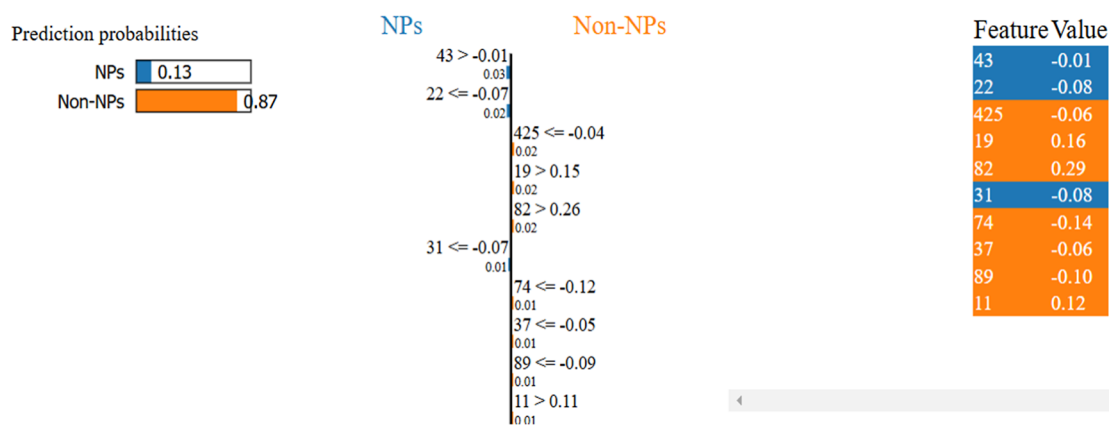 Prediction probabilities
NPs 0.13
Non-NPs 0.87
NPs Non-NPs
43 > -0.01
0.03
22 <= -0.07
0.02
425 <= -0.04
0.02
19 > 0.15
0.02
82 > 0.26
0.02
31 <= -0.07
0.01
74 <= -0.12
0.01
37 <= -0.05
0.01
89 <= -0.09
0.01
11 > 0.11
0.01
Feature Value
43 -0.01
22 -0.08
425 -0.06
19 0.16
82 0.29
31 -0.08
74 -0.14
37 -0.06
89 -0.10
11 0.12